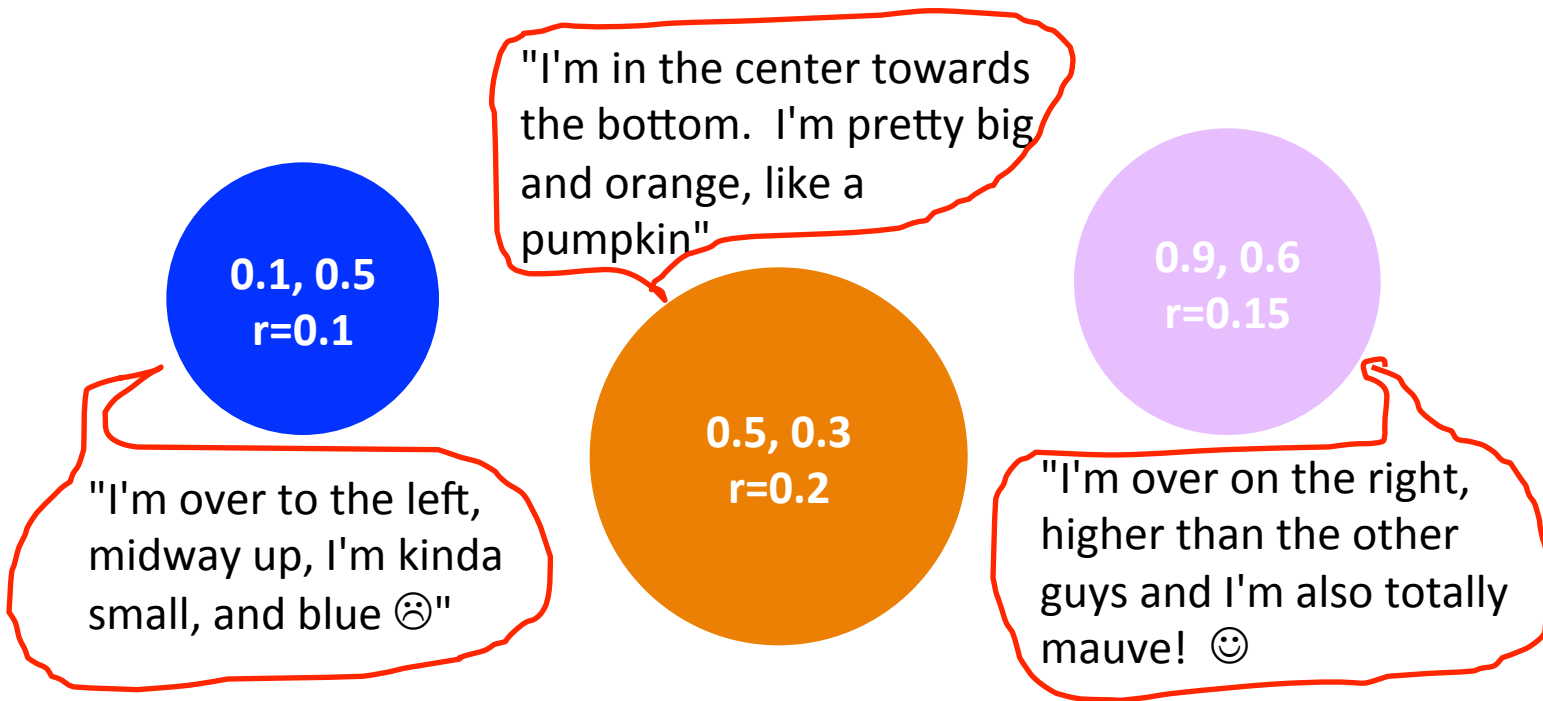 "I'm in the center towards
the bottom.  I'm pretty big
and orange, like a
pumpkin"
0.1, 0.5
r=0.1
0.9, 0.6
r=0.15
0.5, 0.3
r=0.2
"I'm over to the left,
midway up, I'm kinda
small, and blue ☹"
"I'm over on the right,
higher than the other
guys and I'm also totally
mauve!  ☺